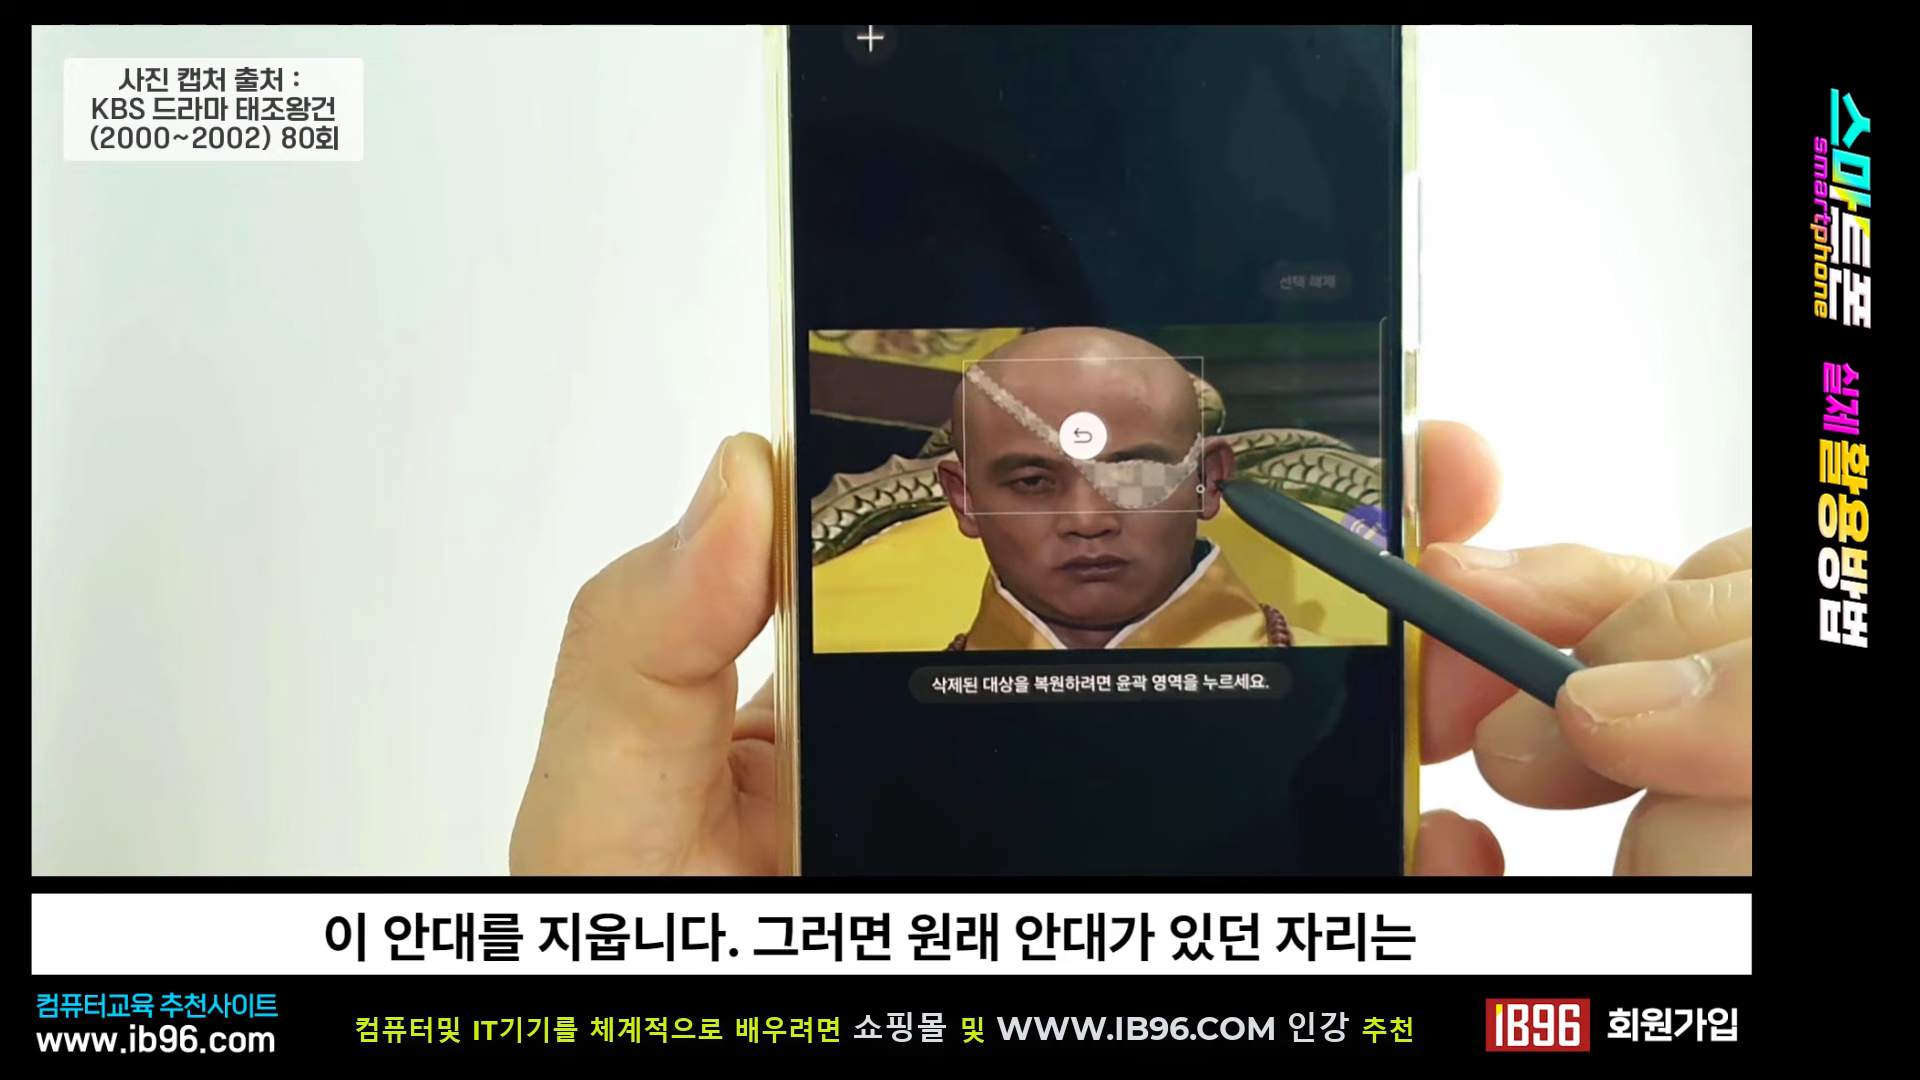 사진 캡처 출처 :
KBS 드라마 태조왕건
(2000~2002) 80회
선택 해제
삭제된 대상을 복원하려면 윤곽 영역을 누르세요.
스마트폰
smartphone
실제 활용방법
이 안대를 지웁니다. 그러면 원래 안대가 있던 자리는
컴퓨터교육 추천사이트
www.ib96.com
컴퓨터및 IT기기를 체계적으로 배우려면 쇼핑몰 및 WWW.IB96.COM 인강 추천
IB96 회원가입